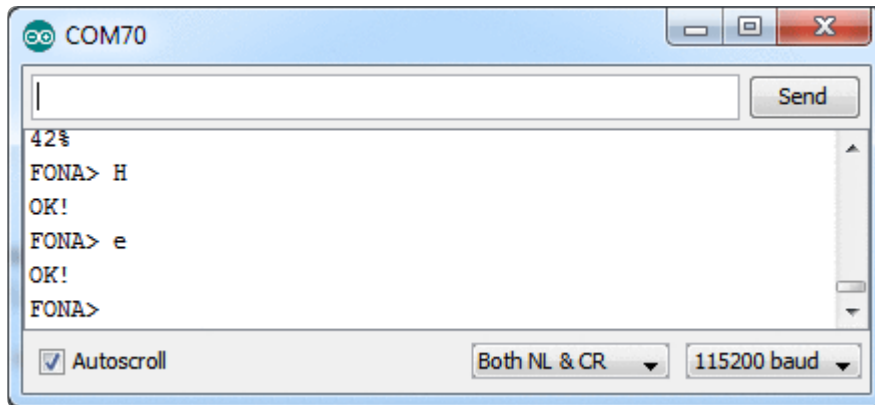 COM70
Send
42%
FONA> H
OK!
FONA> e
OK!
FONA>
Autoscroll
Both NL & CR
115200 baud